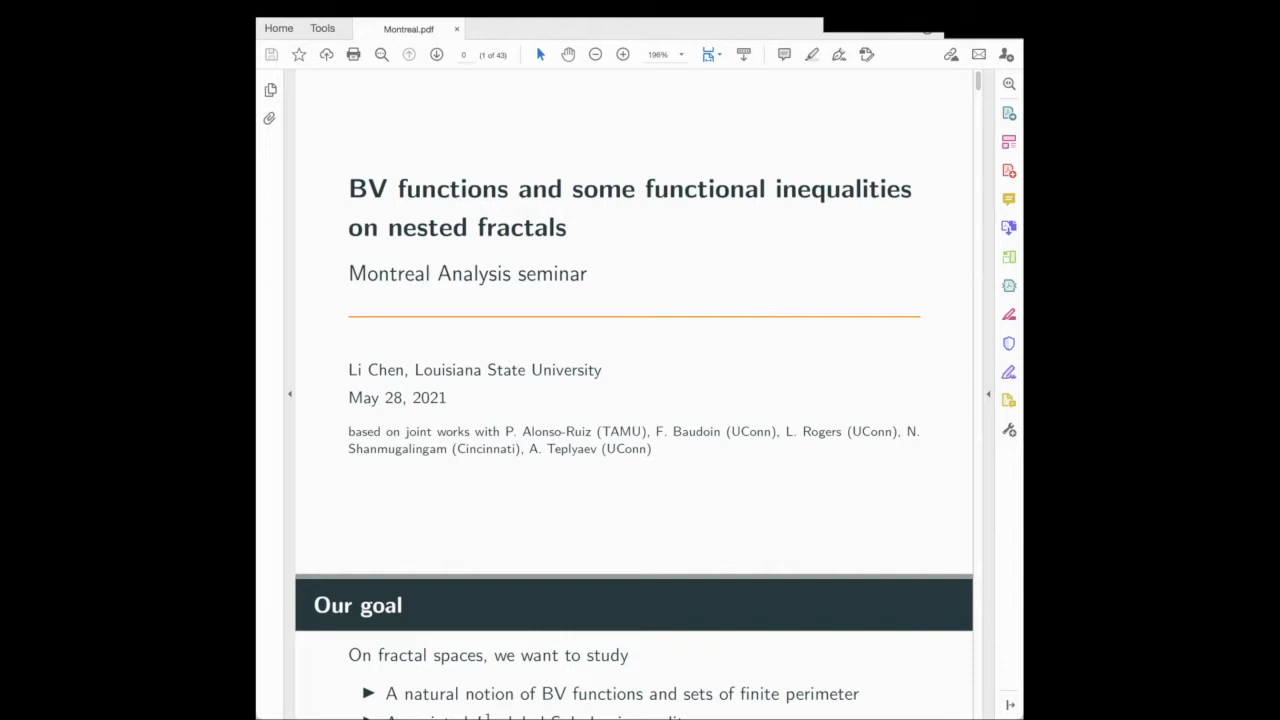 Home Tools Montreal.pdf ×
0 (1 of 43) 196%
BV functions and some functional inequalities
on nested fractals
Montreal Analysis seminar
Li Chen, Louisiana State University
May 28, 2021
based on joint works with P. Alonso-Ruiz (TAMU), F. Baudoin (UConn), L. Rogers (UConn), N.
Shanmugalingam (Cincinnati), A. Teplyaev (UConn)
Our goal
On fractal spaces, we want to study
▶ A natural notion of BV functions and sets of finite perimeter